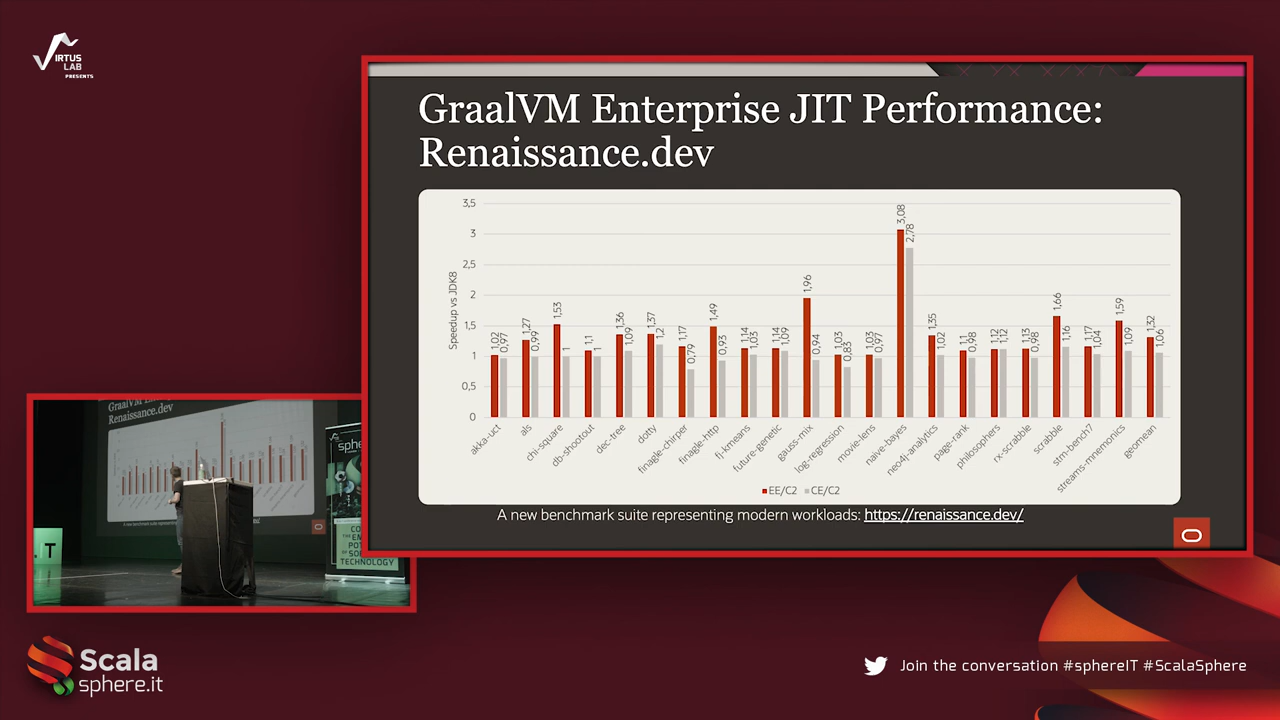 VIRTUS
LAB
PRESENTS
GraalVM Enterprise JIT Performance:
Renaissance.dev
Speedup vs JDK8
3,5
3
2,5
2
1,5
1
0,5
0
1,02 0,97
1,27 0,99
1,53 1
1,1 1
1,36 1,09
1,37 1,2
1,17 0,79
1,49 0,93
1,14 1,03
1,14 1,09
1,96 0,94
1,03 0,83
1,03 0,97
3,08 2,78
1,35 1,02
1,1 0,98
1,12 1,12
1,13 0,98
1,66 1,16
1,17 1,04
1,59 1,09
1,32 1,06
akka-uct
als
chi-square
db-shootout
dec-tree
dotty
finagle-chirper
finagle-http
fj-kmeans
future-genetic
gauss-mix
log-regression
movie-lens
naive-bayes
neo4j-analytics
page-rank
philosophers
rx-scrabble
scrabble
stm-bench7
streams-mnemonics
geomean
EE/C2 CE/C2
A new benchmark suite representing modern workloads: https://renaissance.dev/
GraalVM Enterprise JIT
Renaissance.dev
A new benchmark suite representing
.IT
TECHNOLOGY
Scala
sphere.it
Join the conversation #sphereIT #ScalaSphere